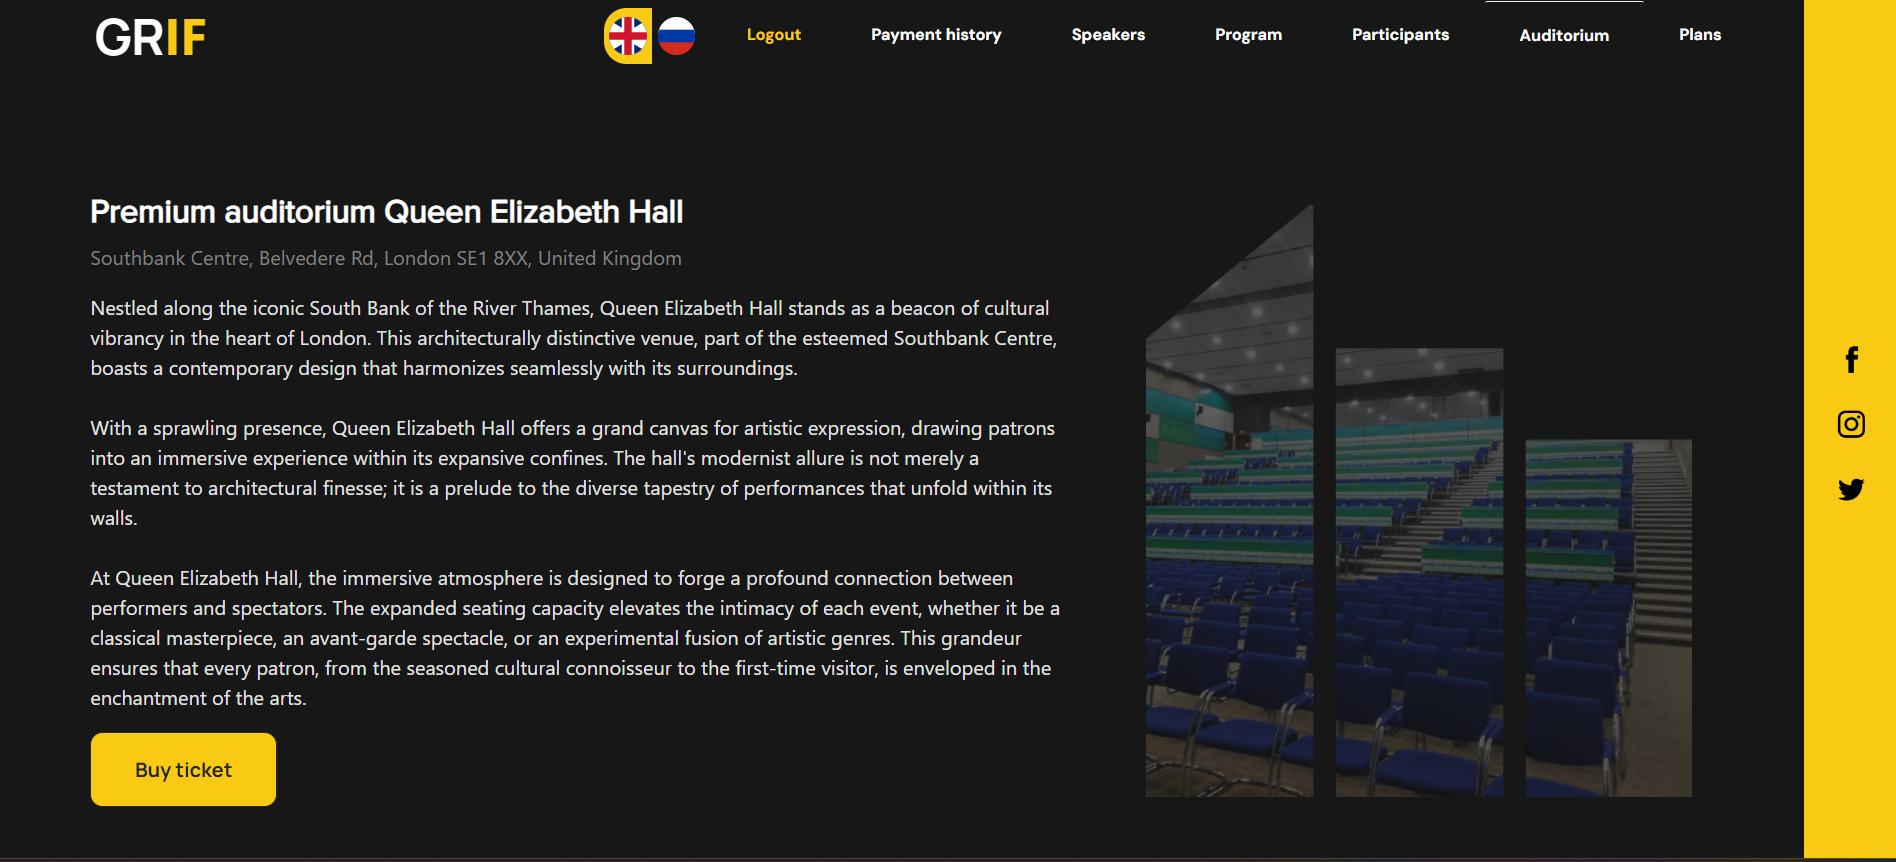 GRIF
Logout
Payment history
Speakers
Program
Participants
Auditorium
Plans
Premium auditorium Queen Elizabeth Hall
Southbank Centre, Belvedere Rd, London SE1 8XX, United Kingdom
Nestled along the iconic South Bank of the River Thames, Queen Elizabeth Hall stands as a beacon of cultural
vibrancy in the heart of London. This architecturally distinctive venue, part of the esteemed Southbank Centre,
boasts a contemporary design that harmonizes seamlessly with its surroundings.
With a sprawling presence, Queen Elizabeth Hall offers a grand canvas for artistic expression, drawing patrons
into an immersive experience within its expansive confines. The hall's modernist allure is not merely a
testament to architectural finesse; it is a prelude to the diverse tapestry of performances that unfold within its
walls.
At Queen Elizabeth Hall, the immersive atmosphere is designed to forge a profound connection between
performers and spectators. The expanded seating capacity elevates the intimacy of each event, whether it be a
classical masterpiece, an avant-garde spectacle, or an experimental fusion of artistic genres. This grandeur
ensures that every patron, from the seasoned cultural connoisseur to the first-time visitor, is enveloped in the
enchantment of the arts.
Buy ticket